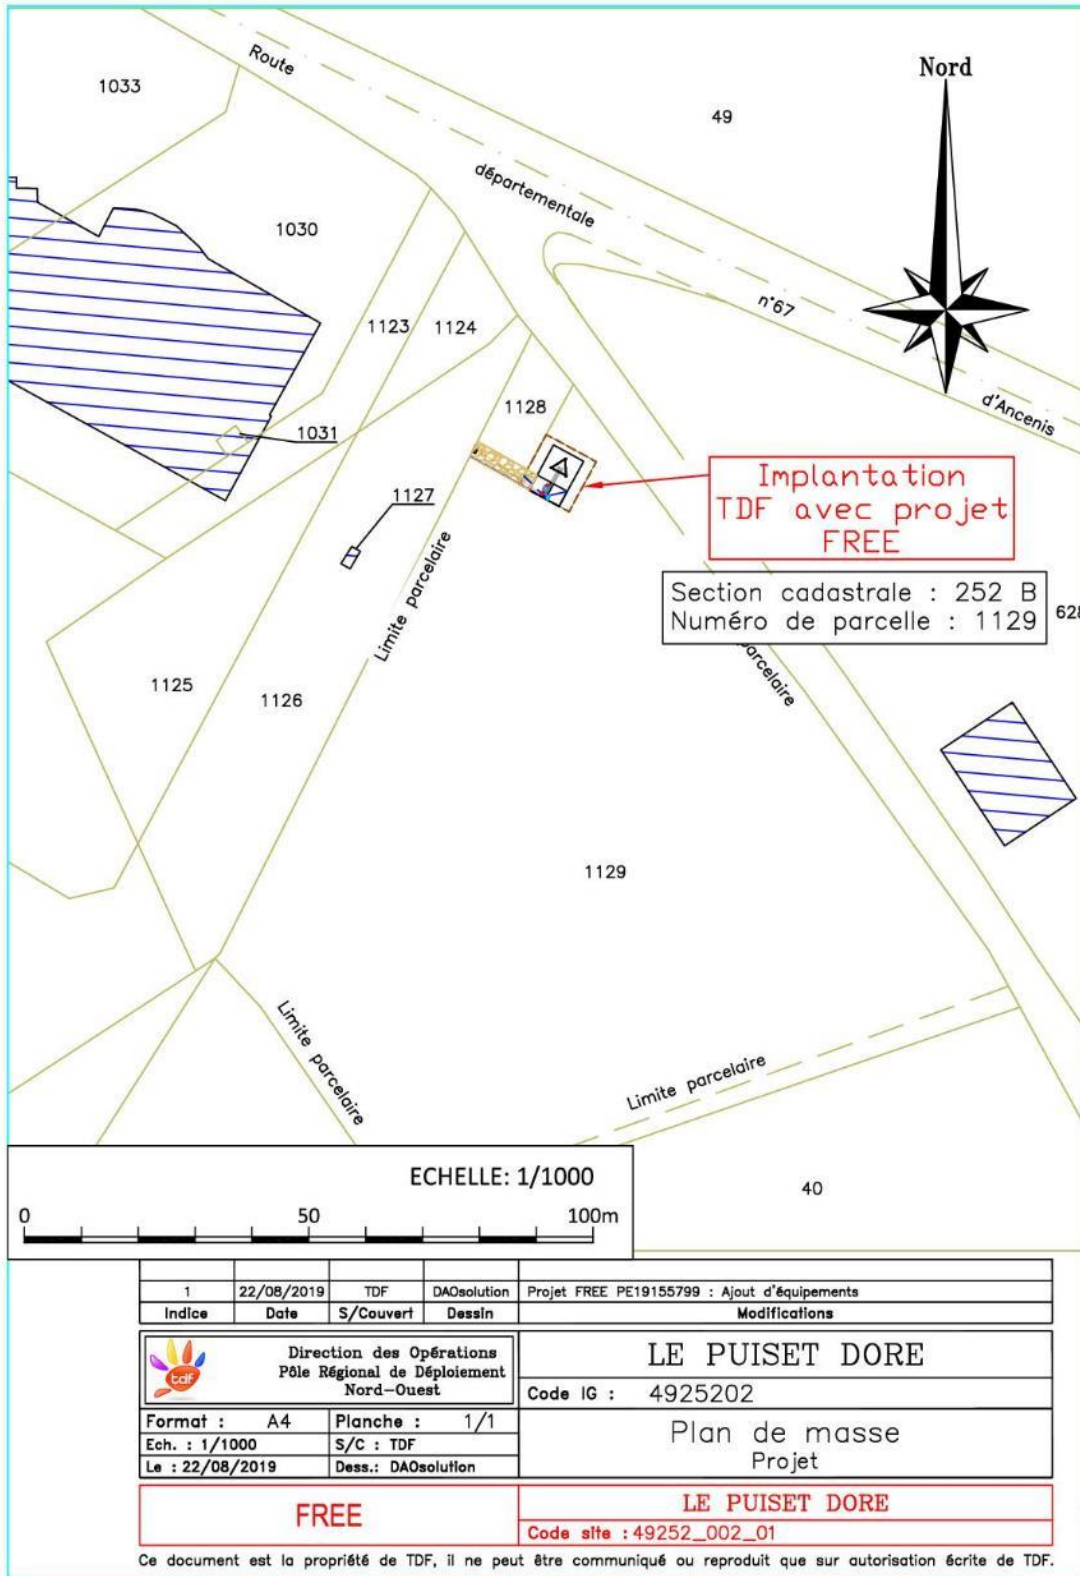 Route
Nord
1033
49
départementale
1030
n°67
1123
1124
d'Ancenis
1128
1031
Implantation
TDF avec projet
FREE
1127
Limite parcelaire
Section cadastrale : 252 B
Numéro de parcelle : 1129
628
parcelaire
1125
1126
1129
Limite parcelaire
Limite parcelaire
40
ECHELLE: 1/1000
0 50 100m
1 22/08/2019 TDF DAOsolution Projet FREE PE19155799 : Ajout d'équipements
Indice Date S/Couvert Dessin Modifications
tdf
Direction des Opérations
Pôle Régional de Déploiement
Nord-Ouest
LE PUISET DORE
Code IG : 4925202
Format : A4 Planche : 1/1
Ech. : 1/1000 S/C : TDF
Le : 22/08/2019 Dess.: DAOsolution
Plan de masse
Projet
FREE
LE PUISET DORE
Code site : 49252_002_01
Ce document est la propriété de TDF, il ne peut être communiqué ou reproduit que sur autorisation écrite de TDF.